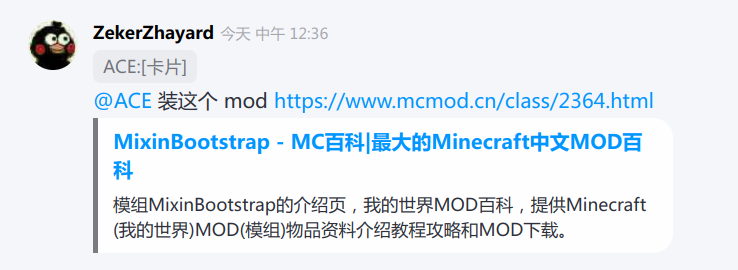 ZekerZhayard 今天 中午 12:36
ACE:[卡片]
@ACE 装这个 mod https://www.mcmod.cn/class/2364.html
MixinBootstrap - MC百科|最大的Minecraft中文MOD百
科
模组MixinBootstrap的介绍页，我的世界MOD百科，提供Minecraft
(我的世界)MOD(模组)物品资料介绍教程攻略和MOD下载。